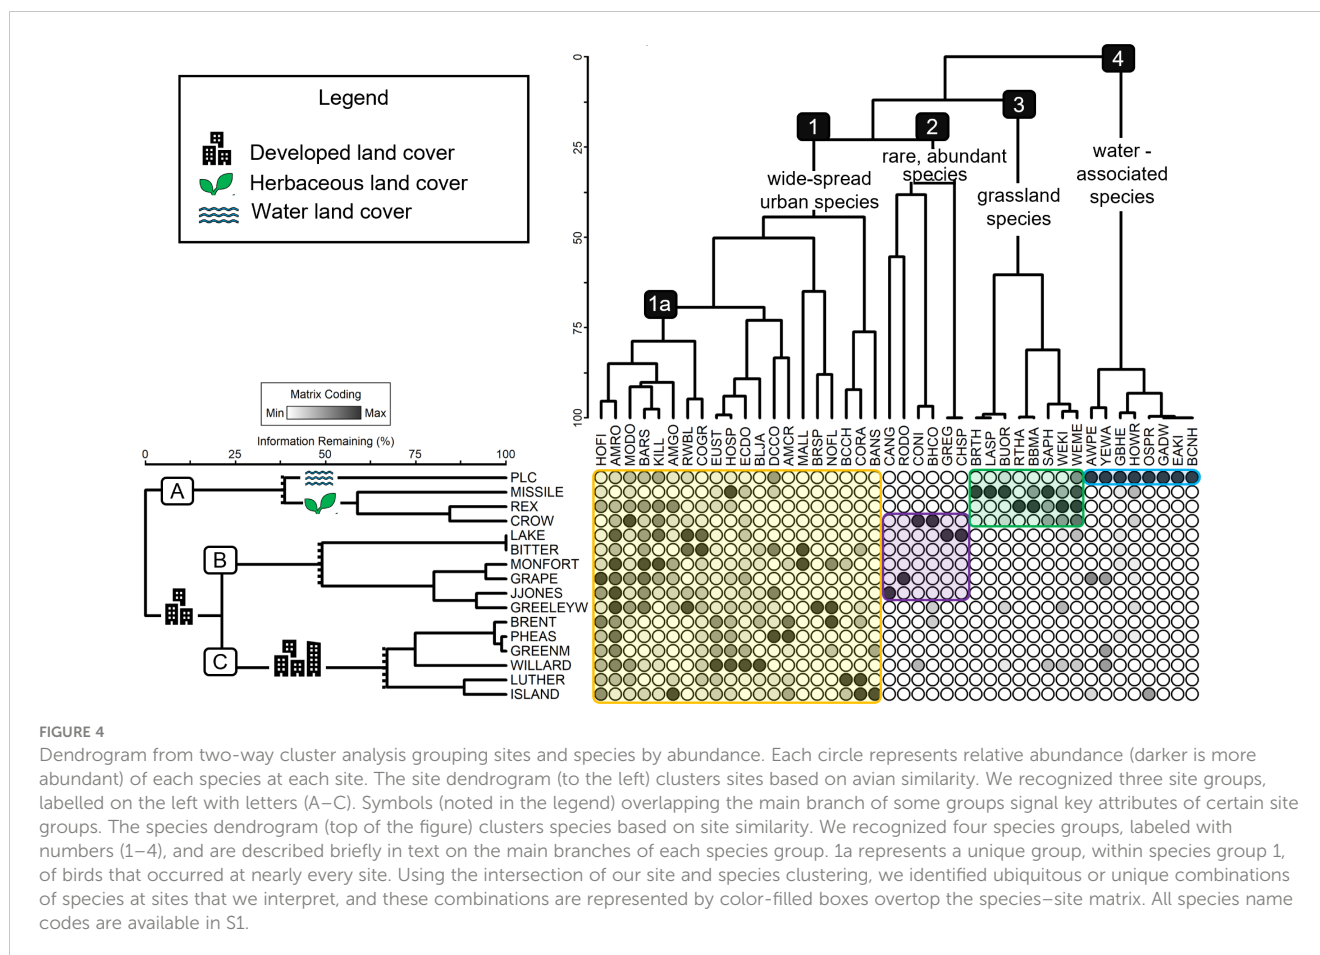 Legend
Developed land cover
Herbaceous land cover
Water land cover
0
25
50
75
100
4
3
1
2
rare, abundant
species
water -
associated
species
wide-spread
urban species
grassland
species
1a
Matrix Coding
Min
Max
Information Remaining (%)
0
25
50
75
100
HOFI
AMRO
MODO
BARS
KILL
AMGO
RWBL
COGR
EUST
HOSP
ECDO
BLJA
DCCO
AMCR
MALL
BRSP
NOFL
BCCH
CORA
BANS
CANG
RODO
CONI
BHCO
GREG
CHSP
BRTH
LASP
BUOR
RTHA
BBMA
SAPH
WEKI
WEME
AWPE
YEWA
GBHE
HOWR
OSPR
GADW
EAKI
BCNH
A
B
C
PLC
MISSILE
REX
CROW
LAKE
BITTER
MONFORT
GRAPE
JJONES
GREELEYW
BRENT
PHEAS
GREENM
WILLARD
LUTHER
ISLAND
FIGURE 4
Dendrogram from two-way cluster analysis grouping sites and species by abundance. Each circle represents relative abundance (darker is more
abundant) of each species at each site. The site dendrogram (to the left) clusters sites based on avian similarity. We recognized three site groups,
labelled on the left with letters (A–C). Symbols (noted in the legend) overlapping the main branch of some groups signal key attributes of certain site
groups. The species dendrogram (top of the figure) clusters species based on site similarity. We recognized four species groups, labeled with
numbers (1–4), and are described briefly in text on the main branches of each species group. 1a represents a unique group, within species group 1,
of birds that occurred at nearly every site. Using the intersection of our site and species clustering, we identified ubiquitous or unique combinations
of species at sites that we interpret, and these combinations are represented by color-filled boxes overtop the species–site matrix. All species name
codes are available in S1.